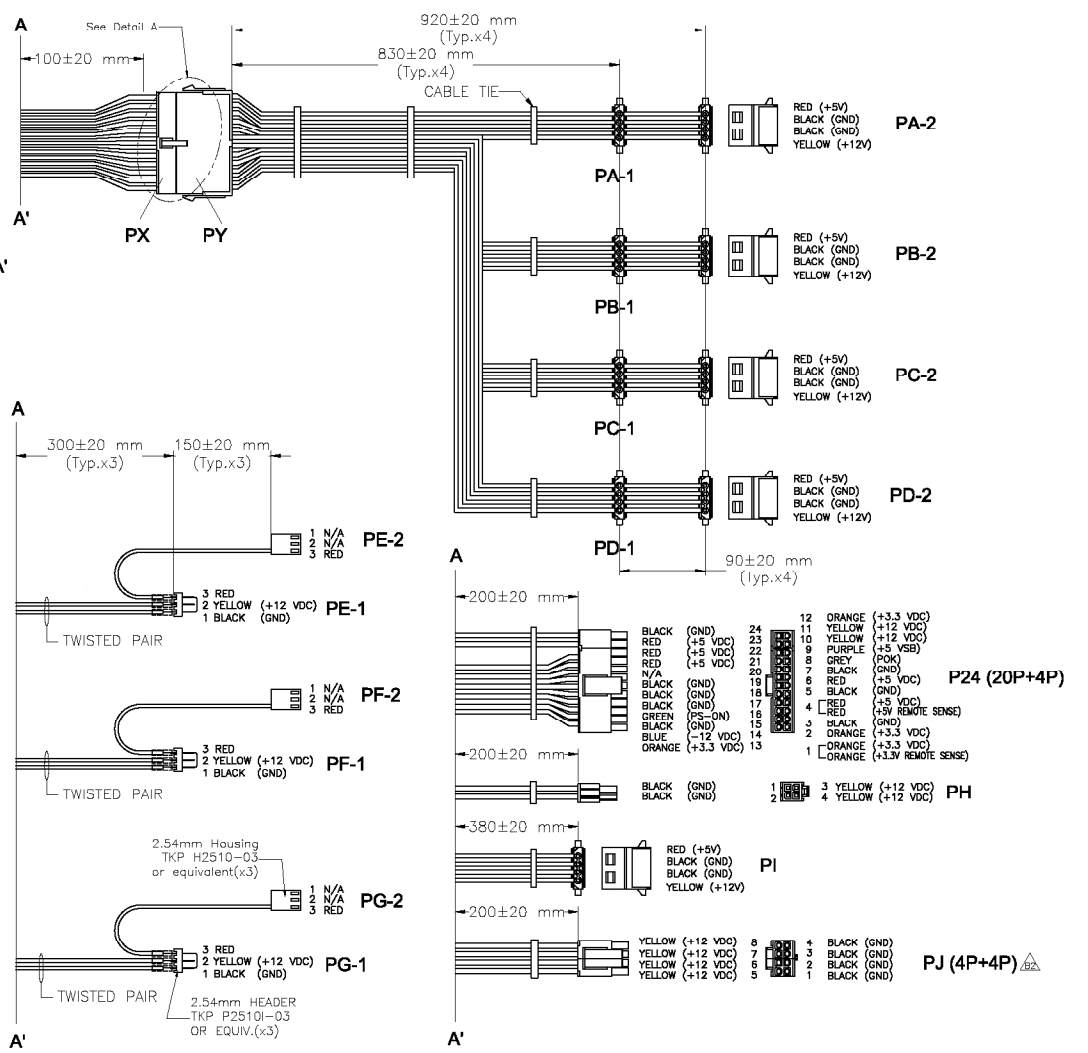 A
See Detail A
920±20 mm
(Typ.x4)
100±20 mm
830±20 mm
(Typ.x4)
CABLE TIE
RED (+5V)
BLACK (GND)
BLACK (GND)
YELLOW (+12V)
PA-2
PA-1
A'
PX
PY
A'
RED (+5V)
BLACK (GND)
BLACK (GND)
YELLOW (+12V)
PB-2
PB-1
RED (+5V)
BLACK (GND)
BLACK (GND)
YELLOW (+12V)
PC-2
PC-1
RED (+5V)
BLACK (GND)
BLACK (GND)
YELLOW (+12V)
PD-2
PD-1
90±20 mm
(Typ.x4)
A
300±20 mm
(Typ.x3)
150±20 mm
(Typ.x3)
1 N/A
2 N/A
3 RED
PE-2
3 RED
2 YELLOW (+12 VDC)
1 BLACK (GND)
PE-1
TWISTED PAIR
1 N/A
2 N/A
3 RED
PF-2
3 RED
2 YELLOW (+12 VDC)
1 BLACK (GND)
PF-1
TWISTED PAIR
2.54mm Housing
TKP H2510-03
or equivalent(x3)
1 N/A
2 N/A
3 RED
PG-2
3 RED
2 YELLOW (+12 VDC)
1 BLACK (GND)
PG-1
TWISTED PAIR
2.54mm HEADER
TKP P2510I-03
OR EQUIV.(x3)
A'
A
200±20 mm
BLACK (GND) 24
RED (+5 VDC) 23
RED (+5 VDC) 22
RED (+5 VDC) 21
N/A 20
BLACK (GND) 19
BLACK (GND) 18
BLACK (GND) 17
GREEN (PS-ON) 16
BLACK (GND) 15
BLUE (-12 VDC) 14
ORANGE (+3.3 VDC) 13
12 ORANGE (+3.3 VDC)
11 YELLOW (+12 VDC)
10 YELLOW (+12 VDC)
9 PURPLE (+5 VSB)
8 GREY (POK)
7 BLACK (GND)
6 RED (+5 VDC)
5 BLACK (GND)
4 RED (+5 VDC)
RED (+5V REMOTE SENSE)
3 BLACK (GND)
2 ORANGE (+3.3 VDC)
1 ORANGE (+3.3 VDC)
ORANGE (+3.3V REMOTE SENSE)
P24 (20P+4P)
200±20 mm
BLACK (GND) 1
BLACK (GND) 2
3 YELLOW (+12 VDC)
4 YELLOW (+12 VDC)
PH
380±20 mm
RED (+5V)
BLACK (GND)
BLACK (GND)
YELLOW (+12V)
PI
200±20 mm
YELLOW (+12 VDC) 8
YELLOW (+12 VDC) 7
YELLOW (+12 VDC) 6
YELLOW (+12 VDC) 5
4 BLACK (GND)
3 BLACK (GND)
2 BLACK (GND)
1 BLACK (GND)
PJ (4P+4P)
B2
A'